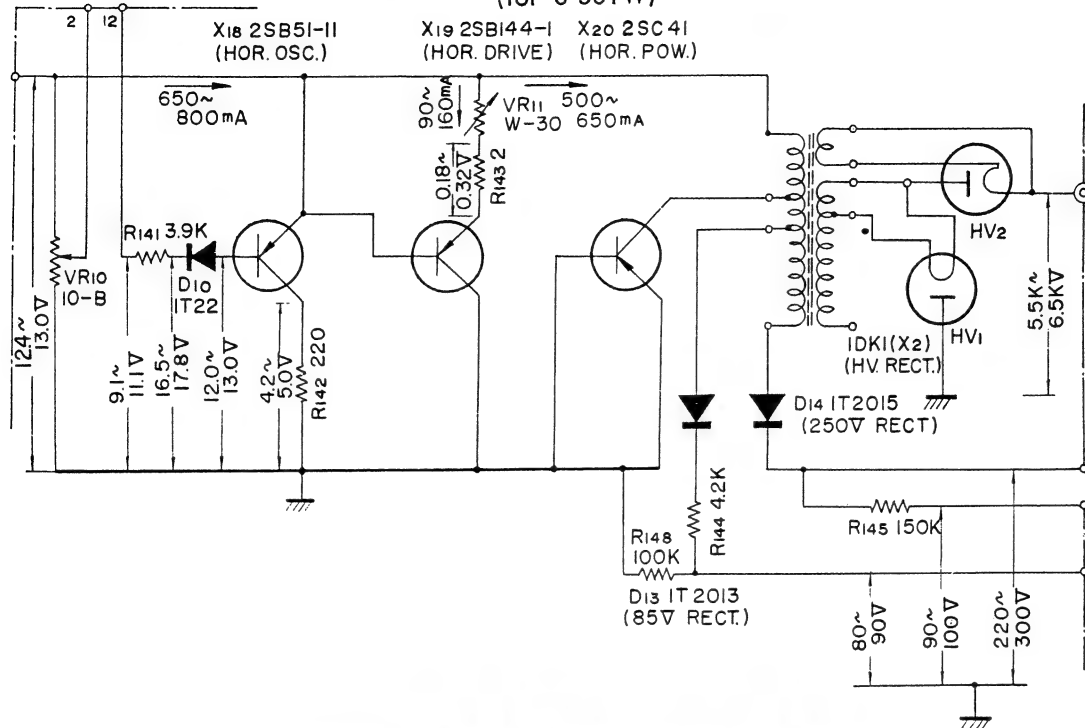 2
12
X18 2SB51-11
(HOR. OSC.)
X19 2SB144-1
(HOR. DRIVE)
X20 2SC41
(HOR. POW.)
650~
800mA
90~
160mA
VR11
W-30
500~
650mA
0.18~
0.32V
R143 2
R141 3.9K
D10
1T22
VR10
10-B
12.4~
13.0V
9.1~
11.1V
16.5~
17.8V
12.0~
13.0V
4.2~
5.0V
R142 220
HV2
HV1
1DK1(X2)
(HV. RECT.)
5.5K~
6.5KV
D14 1T2015
(250V RECT)
R144 4.2K
R145 150K
R148
100K
D13 1T2013
(85V RECT.)
80~
90V
90~
100V
220~
300V